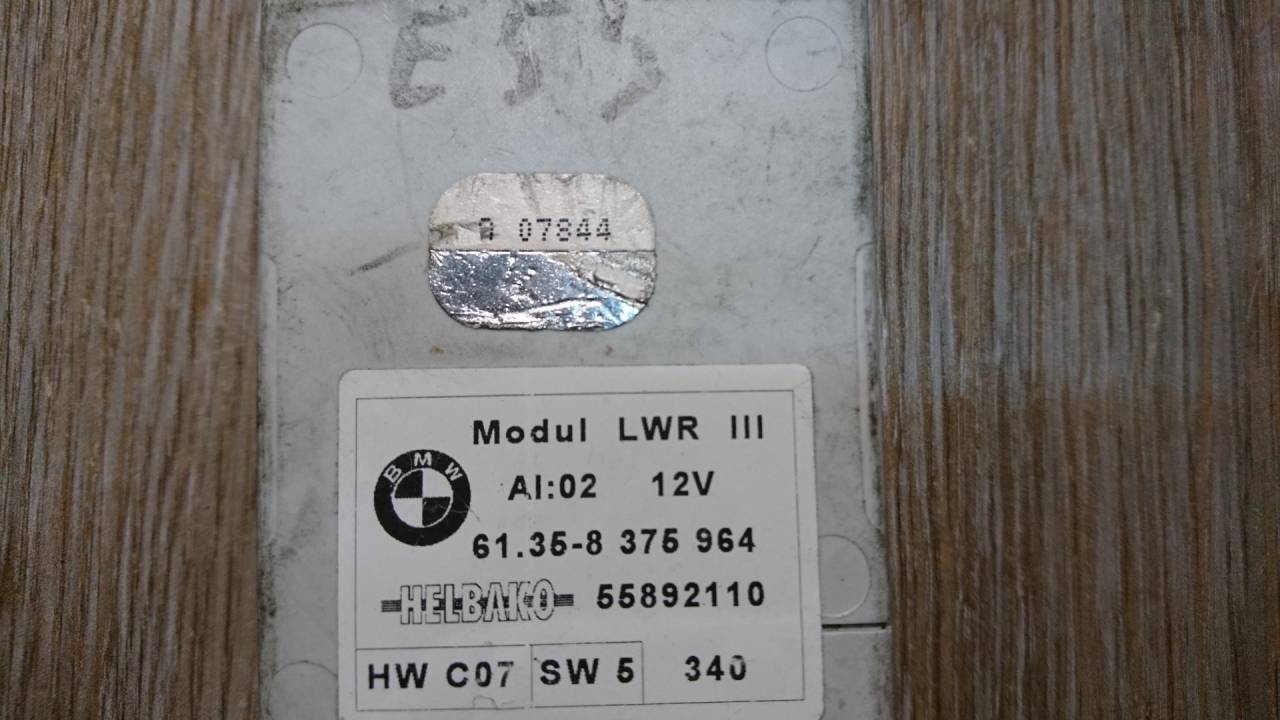 E53
07844
Modul LWR III
BMW
AI:02 12V
61.35-8 375 964
HELBAKO 55892110
HW C07 SW 5 340